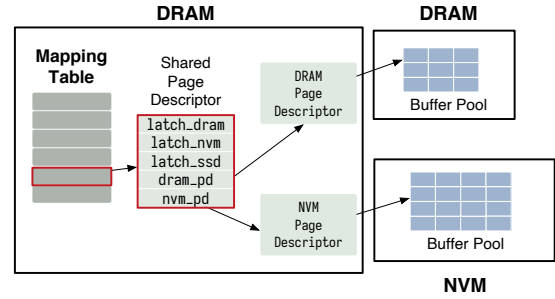 DRAM
DRAM
Mapping
Table
Shared
Page
Descriptor
latch_dram
latch_nvm
latch_ssd
dram_pd
nvm_pd
DRAM
Page
Descriptor
NVM
Page
Descriptor
Buffer Pool
Buffer Pool
NVM